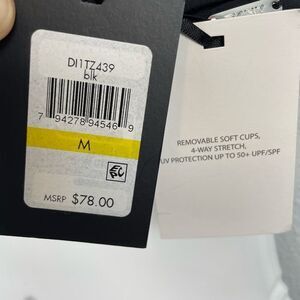 DI1TZ439
blk
7 94278 94546 9
M
MSRP $78.00
REMOVABLE SOFT CUPS,
4-WAY STRETCH,
UV PROTECTION UP TO 50+ UPF/SPF